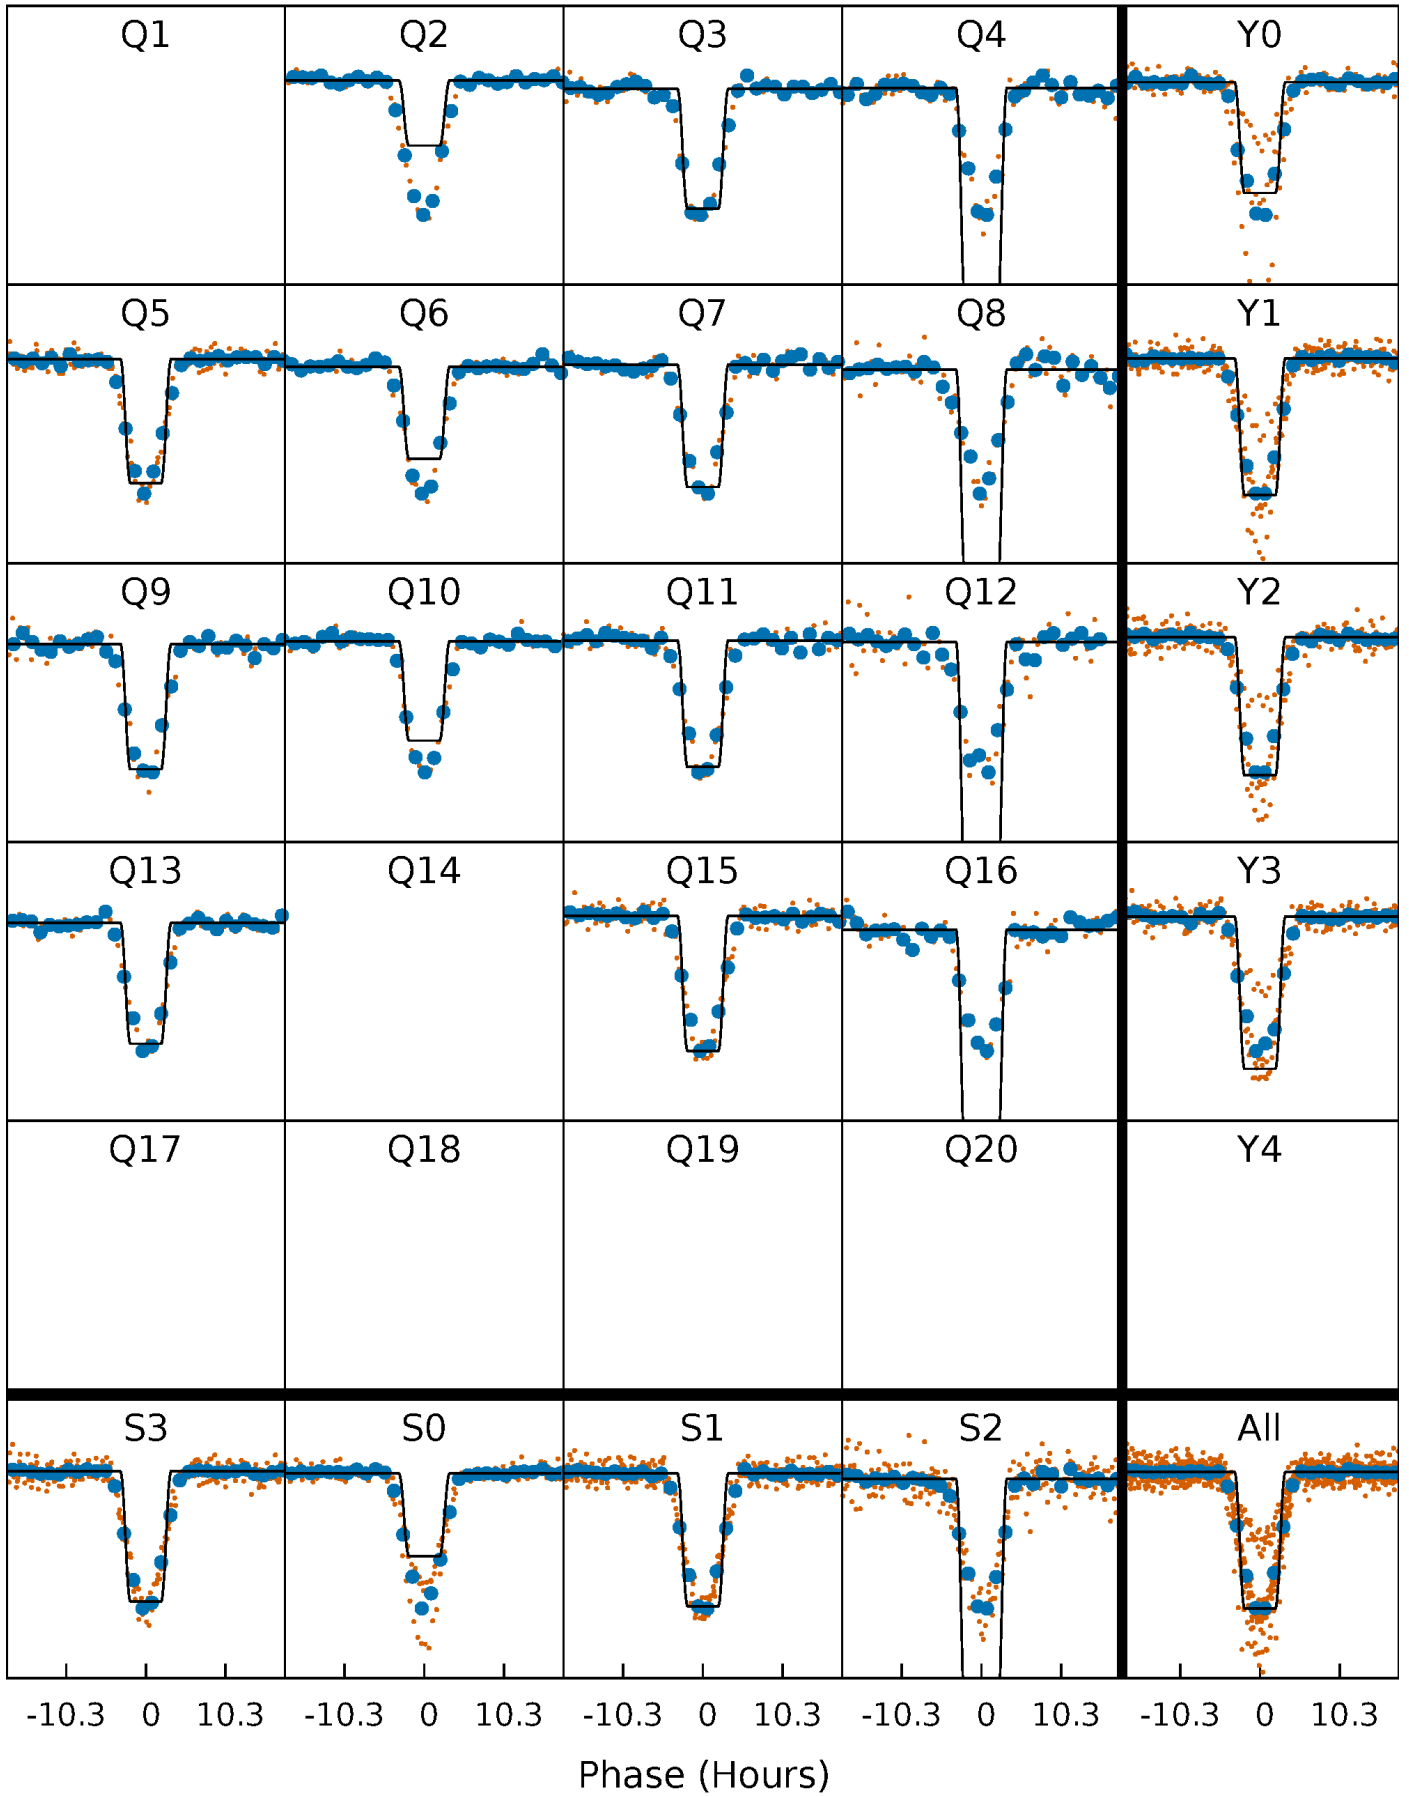 Q1 Q2 Q3 Q4 Y0
Q5 Q6 Q7 Q8 Y1
Q9 Q10 Q11 Q12 Y2
Q13 Q14 Q15 Q16 Y3
Q17 Q18 Q19 Q20 Y4
S3 S0 S1 S2 All
-10.3 0 10.3 -10.3 0 10.3 -10.3 0 10.3 -10.3 0 10.3 -10.3 0 10.3
Phase (Hours)